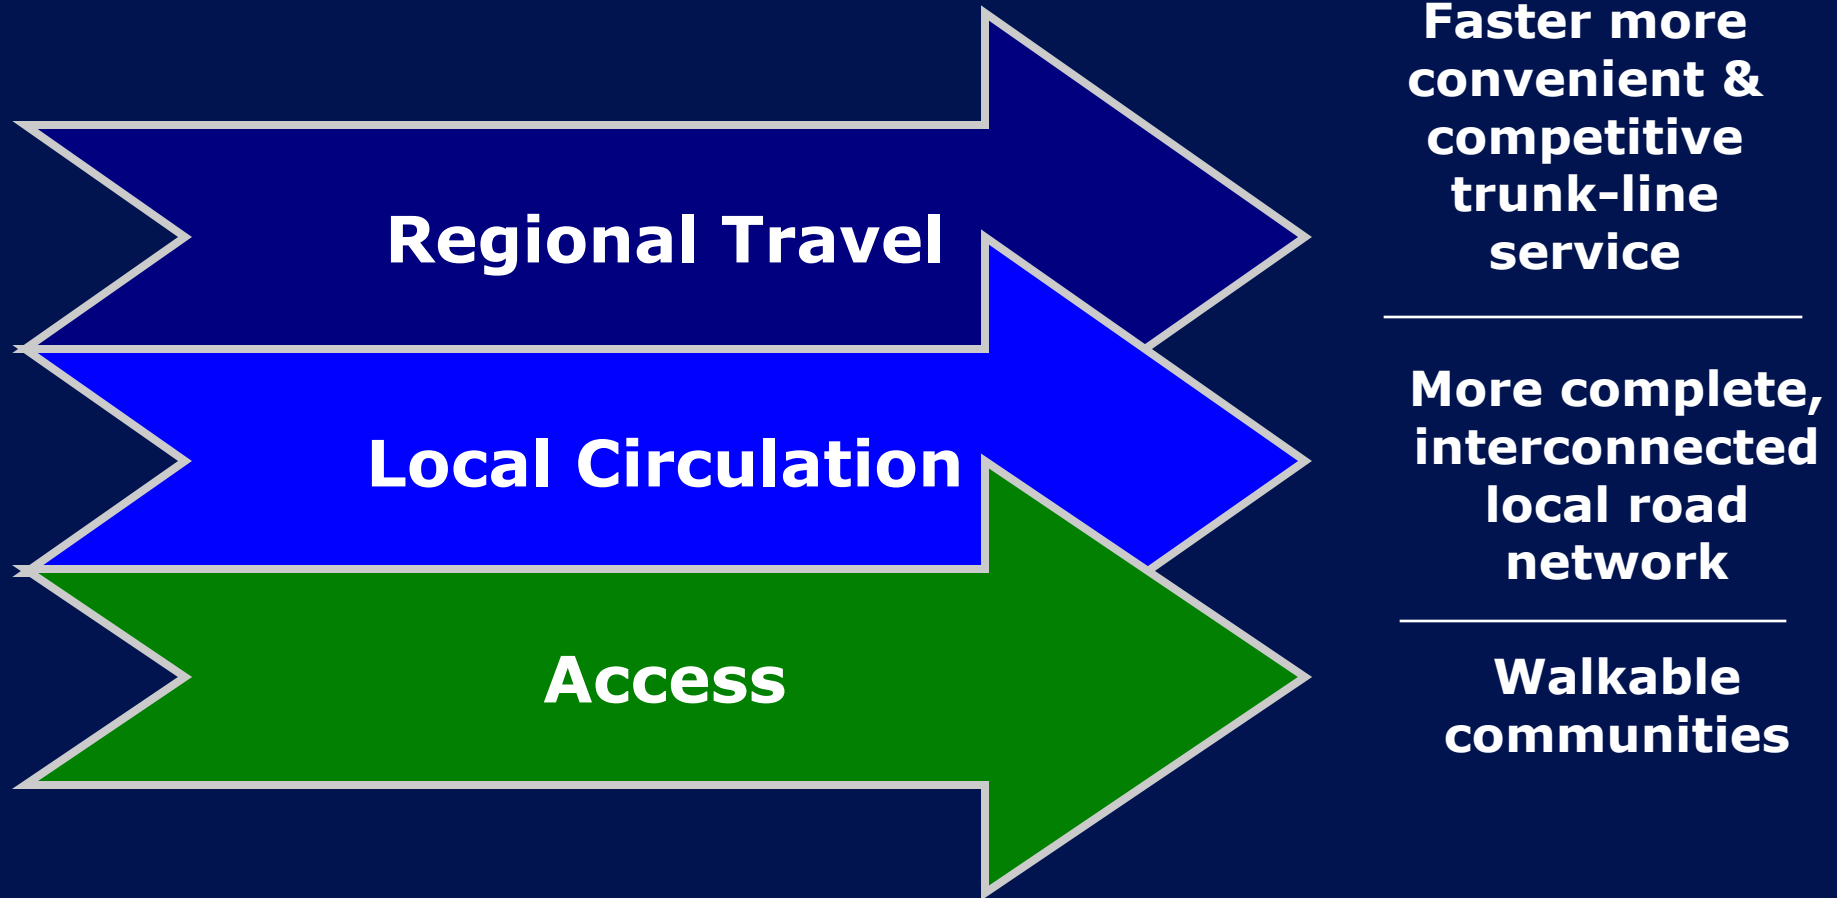 Regional Travel
Faster more
convenient &
competitive
trunk-line
service
Local Circulation
More complete,
interconnected
local road
network
Access
Walkable
communities